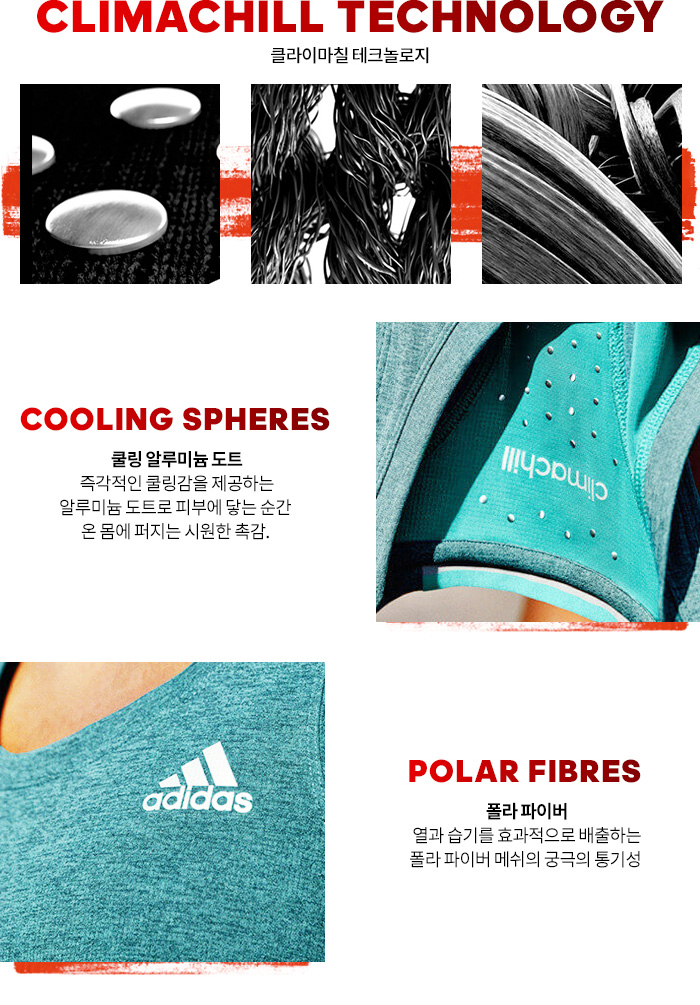 CLIMACHILL TECHNOLOGY
클라이마칠 테크놀로지
climachill
COOLING SPHERES
쿨링 알루미늄 도트
즉각적인 쿨링감을 제공하는
알루미늄 도트로 피부에 닿는 순간
온 몸에 퍼지는 시원한 촉감.
adidas
POLAR FIBRES
폴라 파이버
열과 습기를 효과적으로 배출하는
폴라 파이버 메쉬의 궁극의 통기성